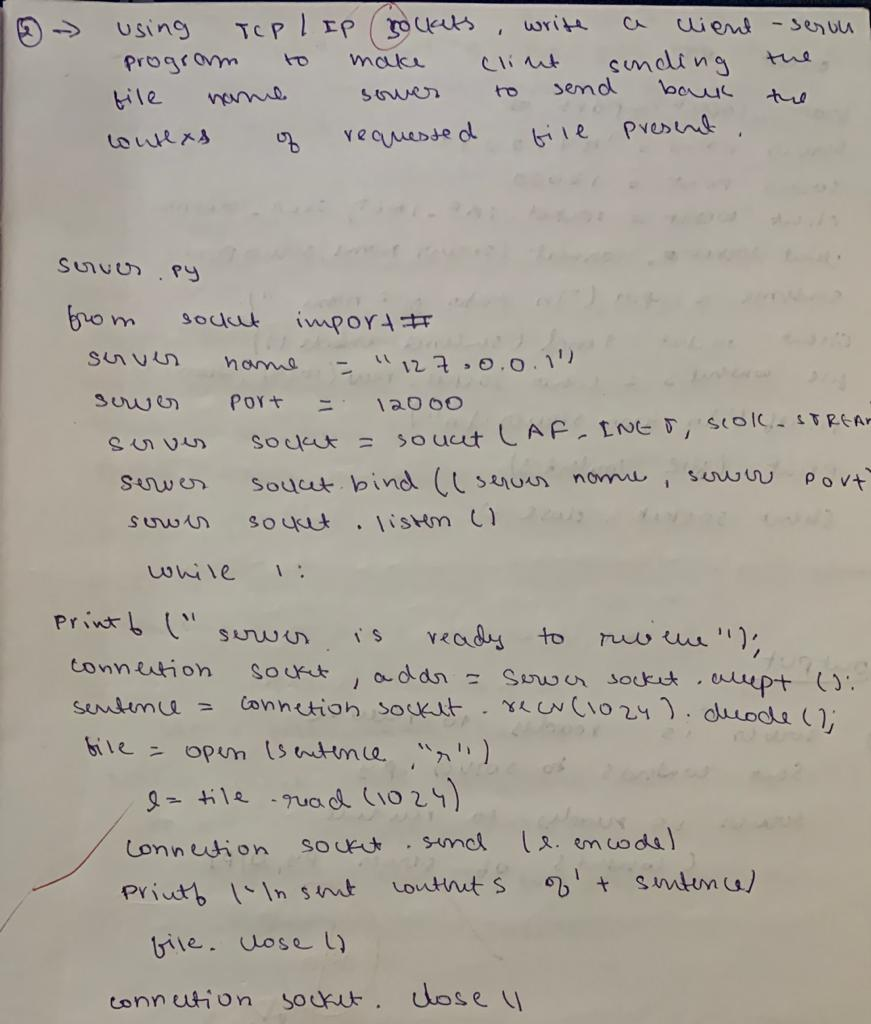 ② → Using TCP / IP sockets, write a client - server
program to make client sending the
file name server to send back the
contexs of requested file present.
server. py
from socket import #
server name = "127.0.0.1")
server port = 12000
server socket = socket (AF_INET, SCOK_STREAM
server socket.bind ((server name, server port)
server socket. listen ()
while 1:
printf (" server is ready to recieve");
connection socket, addr = server socket. accept ():
sentence = connetion socket. recv(1024). decode ();
file = open (sentence, "r")
l = file. read (1024)
connection socket. send (l. encode)
printf ("\n sent contents of' + sentence)
file. close ()
connection socket. close ()